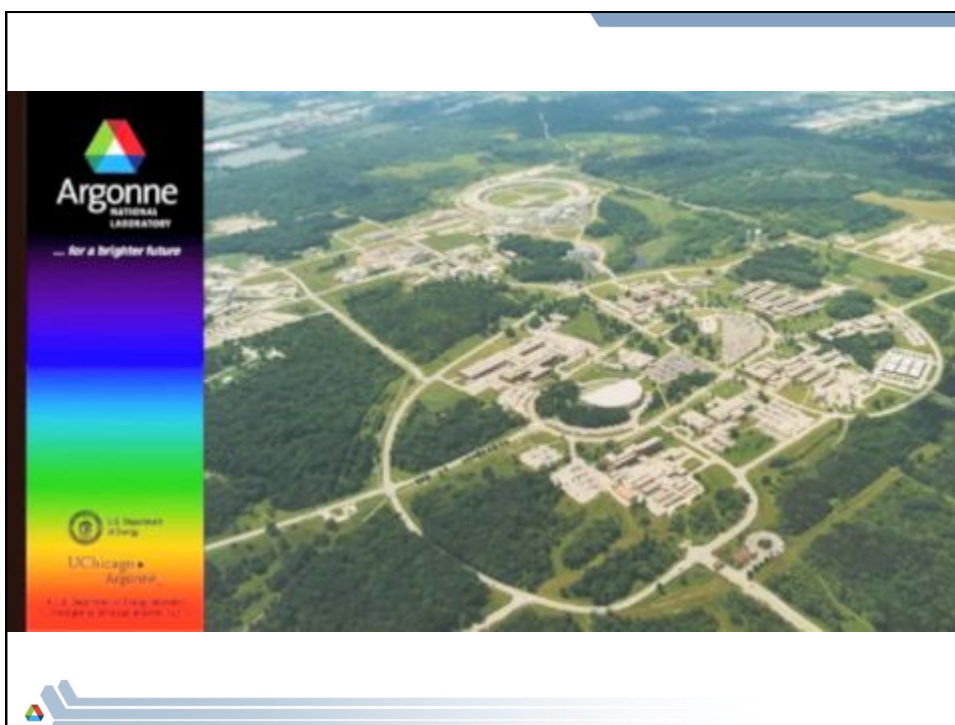 Argonne
NATIONAL
LABORATORY
... for a brighter future
U.S. Department
of Energy
UChicago ▸
Argonne